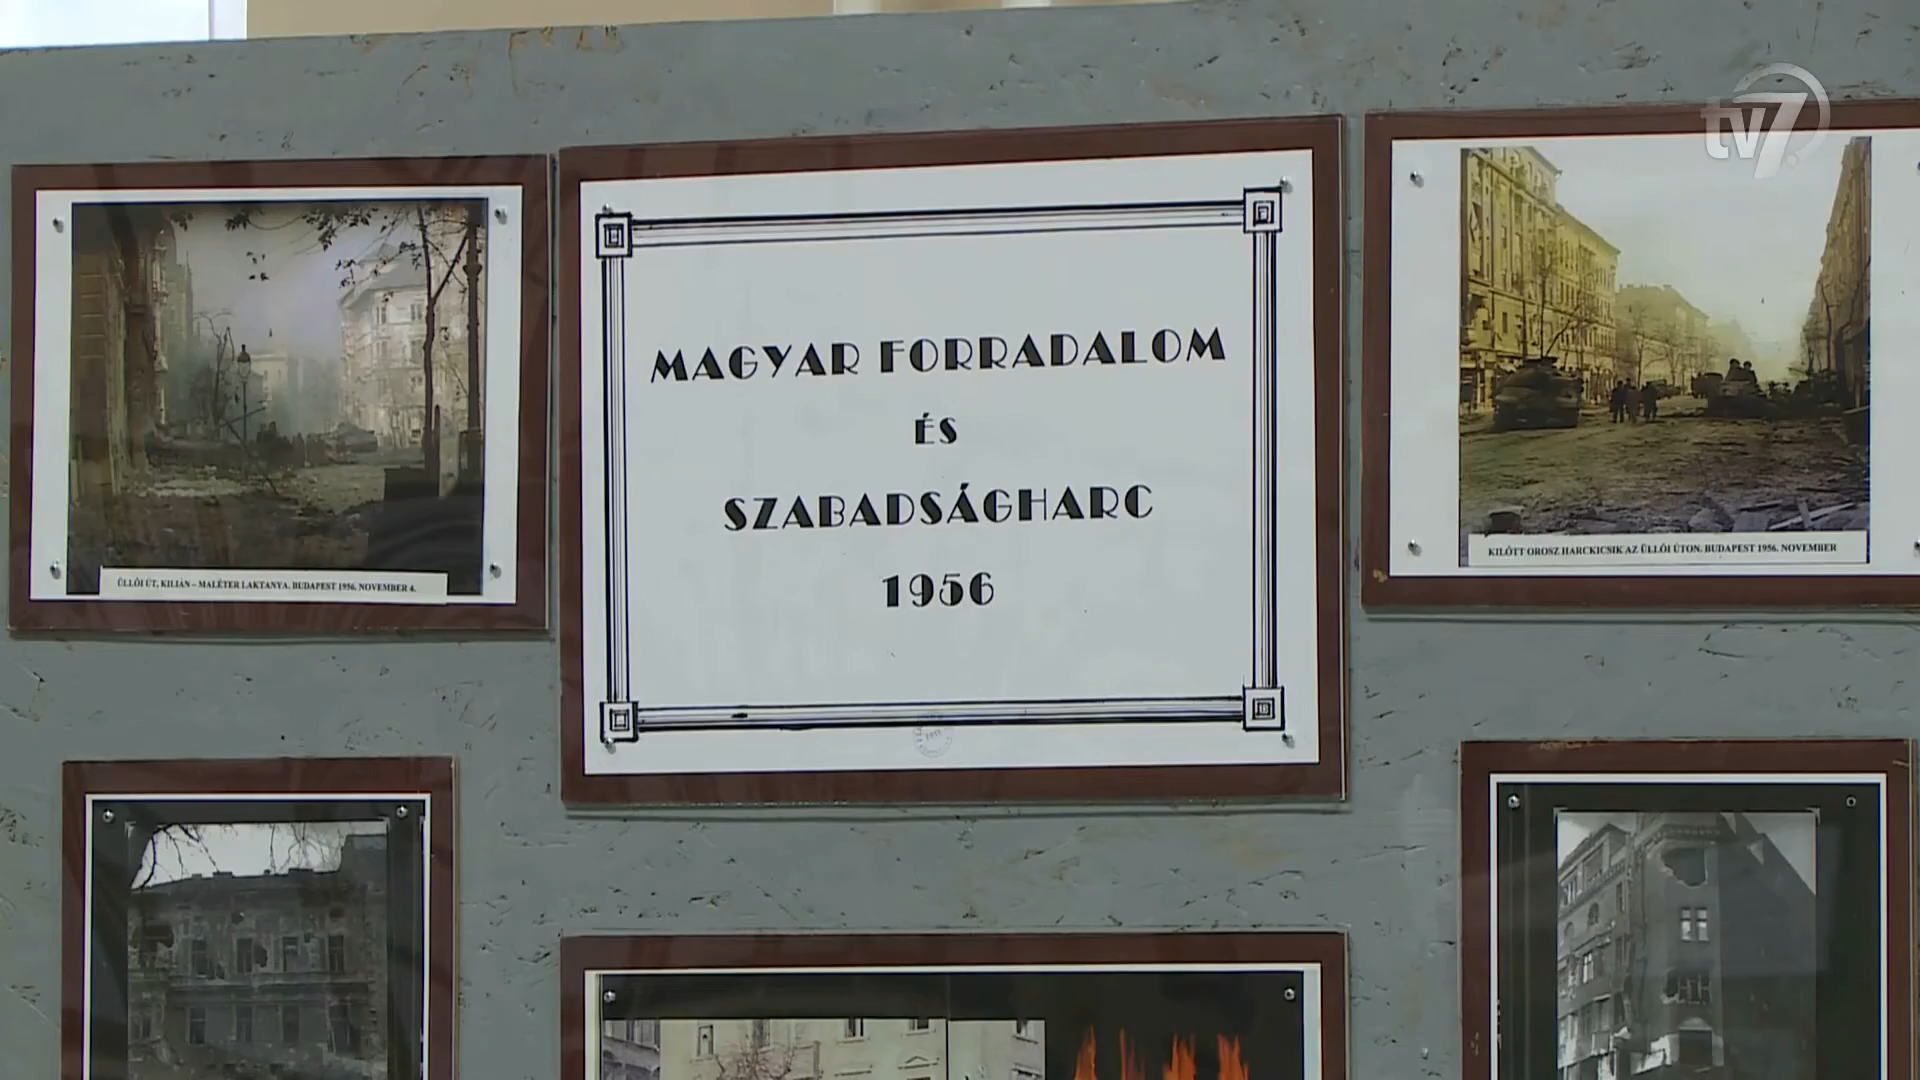 tv7
MAGYAR FORRADALOM
ÉS
SZABADSÁGHARC
1956
ÜLLŐI ÚT, KILIÁN – MALÉTER LAKTANYA. BUDAPEST 1956. NOVEMBER 4.
KILŐTT OROSZ HARCKICSIK AZ ÜLLŐI ÚTON. BUDAPEST 1956. NOVEMBER